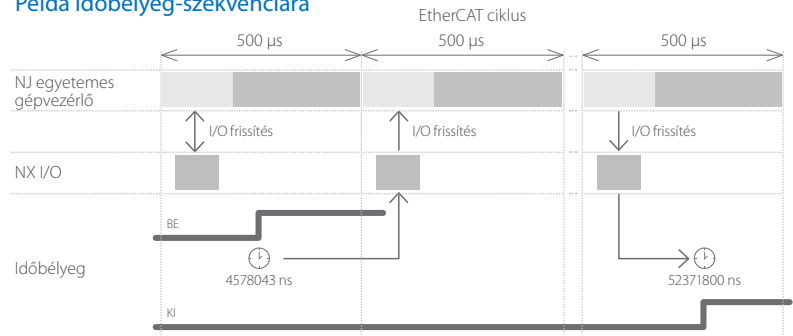 Példa időbélyeg-szekvenciára
EtherCAT ciklus
500 µs
500 µs
500 µs
NJ egyetemes
gépvezérlő
I/O frissítés
I/O frissítés
I/O frissítés
NX I/O
BE
Időbélyeg
4578043 ns
52371800 ns
KI